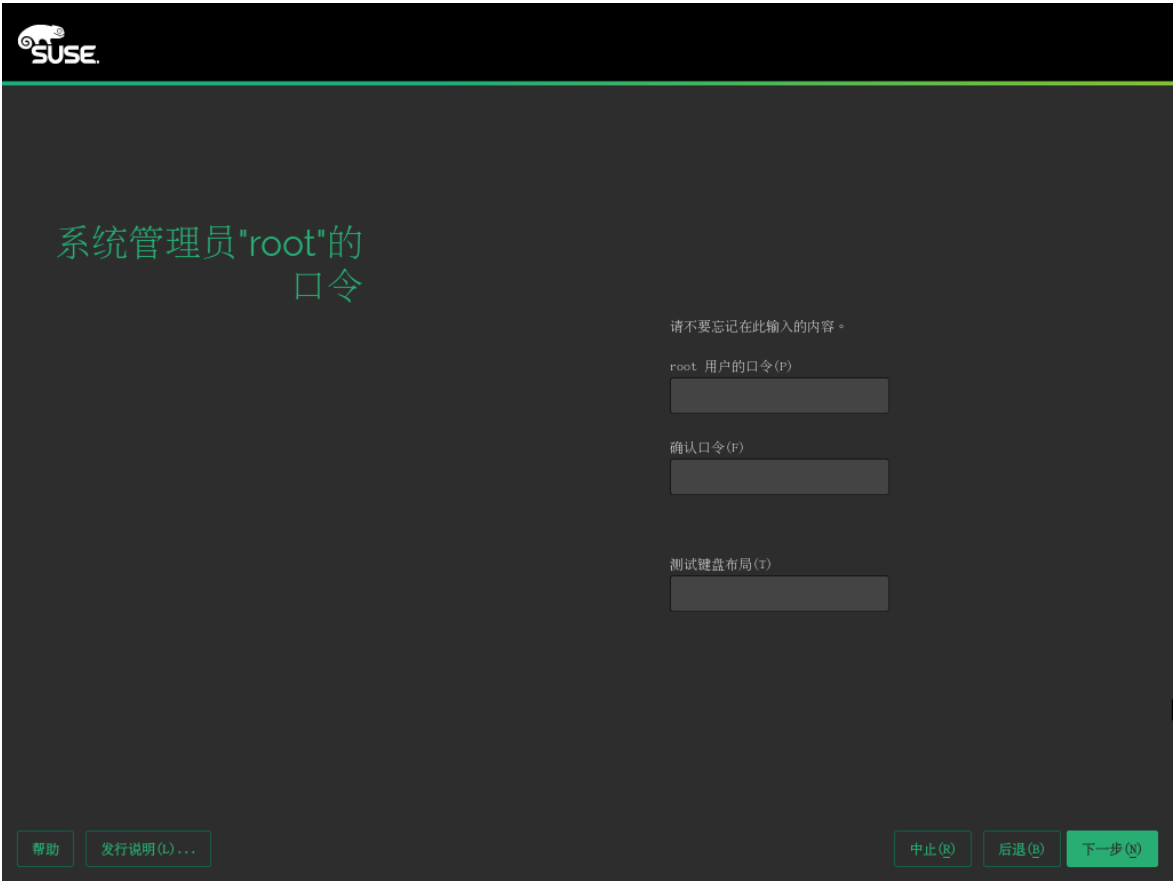 SUSE.
系统管理员"root"的
口令
请不要忘记在此输入的内容。
root 用户的口令(P)
确认口令(F)
测试键盘布局(T)
帮助
发行说明(L)...
中止(R)
后退(B)
下一步(N)